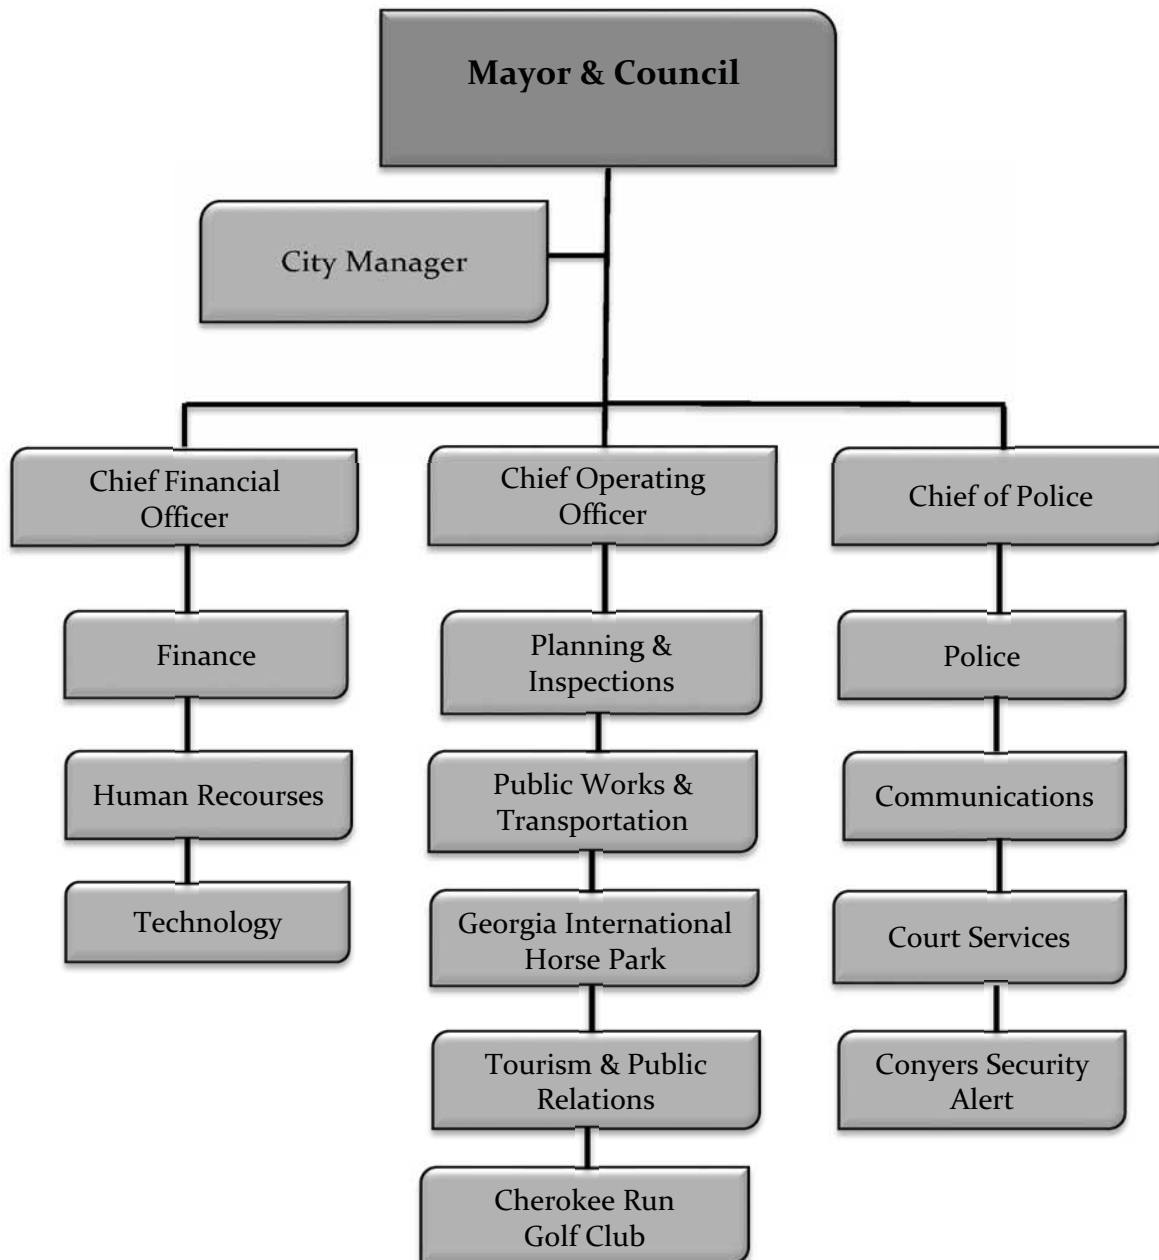 Mayor & Council
City Manager
Chief Financial
Officer
Chief Operating
Officer
Chief of Police
Finance
Planning &
Inspections
Police
Human Recourses
Public Works &
Transportation
Communications
Technology
Georgia International
Horse Park
Court Services
Tourism & Public
Relations
Conyers Security
Alert
Cherokee Run
Golf Club